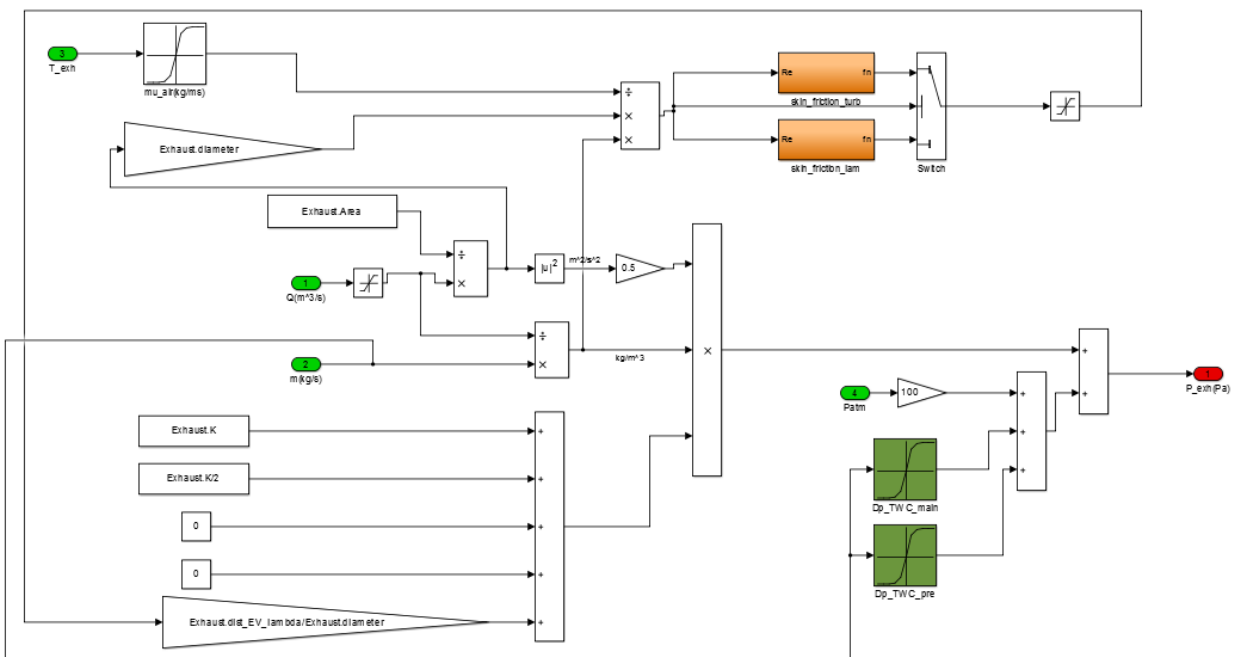 3
T_exh
mu_air(kg/ms)
Exhaust.diameter
÷
×
×
Re
fn
skin_friction_turb
Re
fn
skin_friction_lam
Switch
Exhaust.Area
÷
×
|u|²
m^2/s^2
0.5
1
Q(m^3/s)
÷
×
kg/m^3
2
m(kg/s)
×
Exhaust.K
+
Exhaust.K/2
+
0
+
0
+
Exhaust.dist_EV_lambda/Exhaust.diameter
+
4
Patm
100
+
+
+
+
+
1
P_exh(Pa)
Dp_TWC_main
Dp_TWC_pre